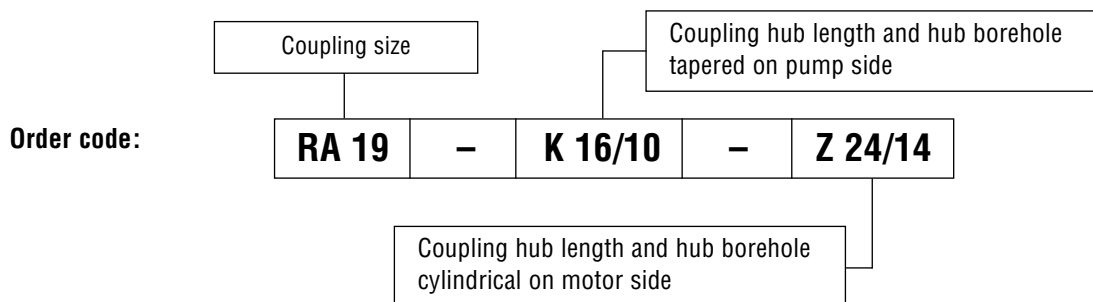 Coupling size
Coupling hub length and hub borehole
tapered on pump side
Order code:
RA 19 – K 16/10 – Z 24/14
Coupling hub length and hub borehole
cylindrical on motor side